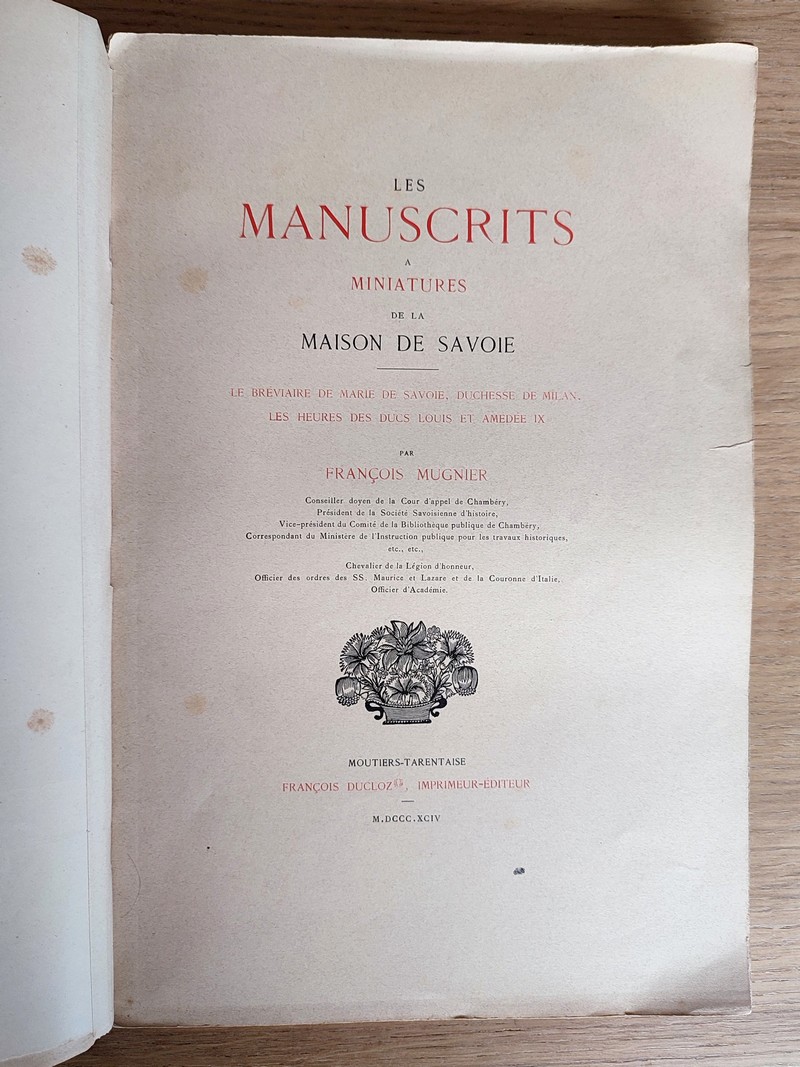 LES
MANUSCRITS
A
MINIATURES
DE LA
MAISON DE SAVOIE
LE BRÉVIAIRE DE MARIE DE SAVOIE, DUCHESSE DE MILAN.
LES HEURES DES DUCS LOUIS ET AMÉDÉE IX
PAR
FRANÇOIS MUGNIER
Conseiller doyen de la Cour d'appel de Chambéry,
Président de la Société Savoisienne d'histoire,
Vice-président du Comité de la Bibliothèque publique de Chambéry,
Correspondant du Ministère de l'Instruction publique pour les travaux historiques,
etc., etc.,
Chevalier de la Légion d'honneur,
Officier des ordres des SS. Maurice et Lazare et de la Couronne d'Italie,
Officier d'Académie.
MOUTIERS-TARENTAISE
FRANÇOIS DUCLOZ, IMPRIMEUR-ÉDITEUR
M.DCCC.XCIV